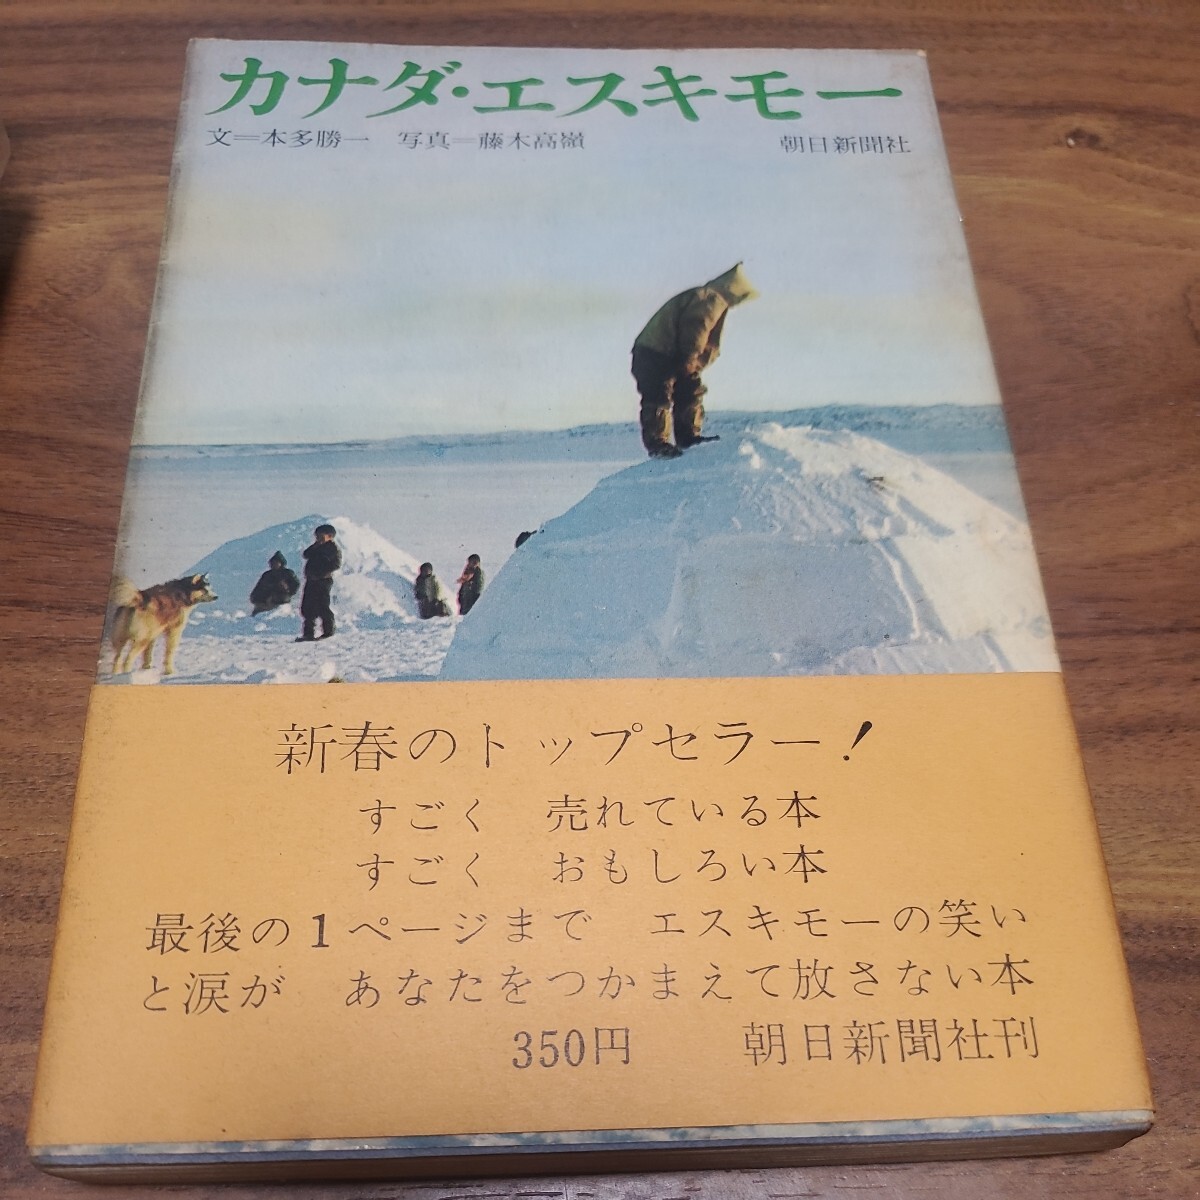 カナダ・エスキモー
文＝本多勝一　写真＝藤木高嶺　朝日新聞社
新春のトップセラー！
すごく　売れている本
すごく　おもしろい本
最後の1ページまで　エスキモーの笑い
と涙が　あなたをつかまえて放さない本
350円　朝日新聞社刊